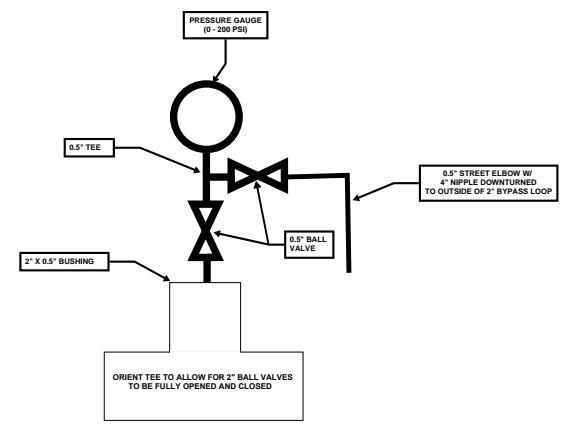 PRESSURE GAUGE
(0 - 200 PSI)
0.5" TEE
0.5" STREET ELBOW W/
4" NIPPLE DOWNTURNED
TO OUTSIDE OF 2" BYPASS LOOP
0.5" BALL
VALVE
2" X 0.5" BUSHING
ORIENT TEE TO ALLOW FOR 2" BALL VALVES
TO BE FULLY OPENED AND CLOSED